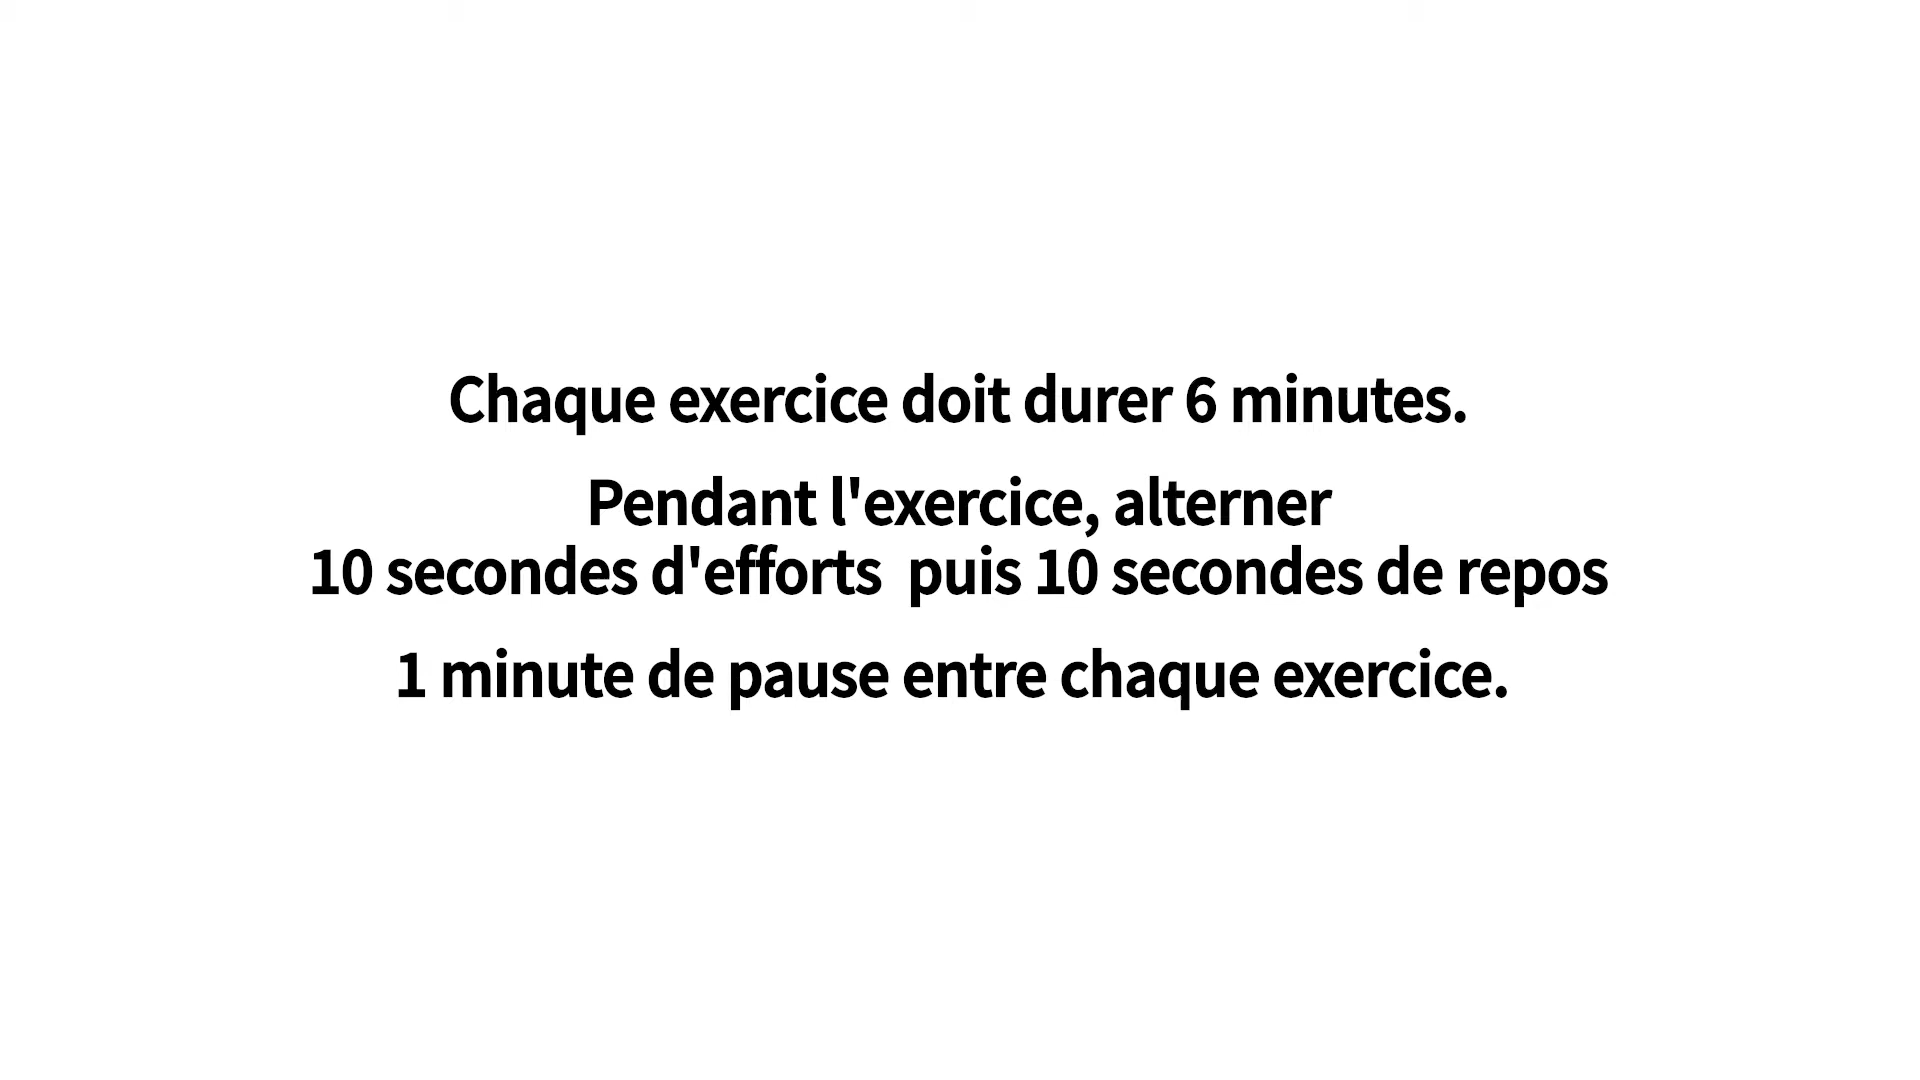 Chaque exercice doit durer 6 minutes.
Pendant l'exercice, alterner
10 secondes d'efforts  puis 10 secondes de repos
1 minute de pause entre chaque exercice.